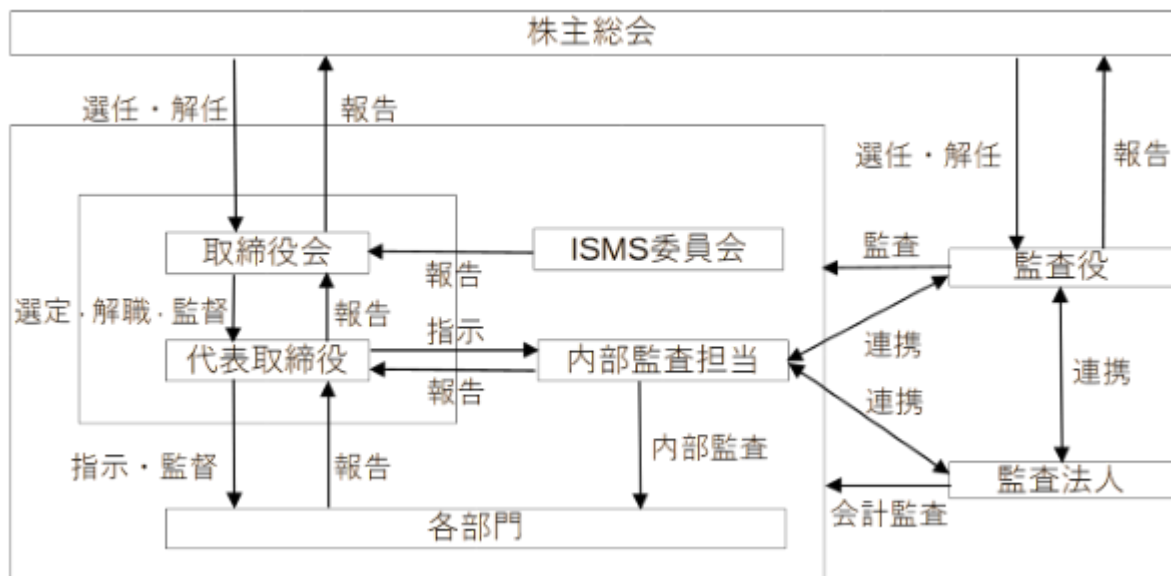 株主総会
選任・解任
報告
選任・解任
報告
取締役会
報告
ISMS委員会
監査
監査役
選定・解職・監督
報告
指示
代表取締役
報告
内部監査担当
連携
連携
連携
指示・監督
報告
内部監査
監査法人
会計監査
各部門